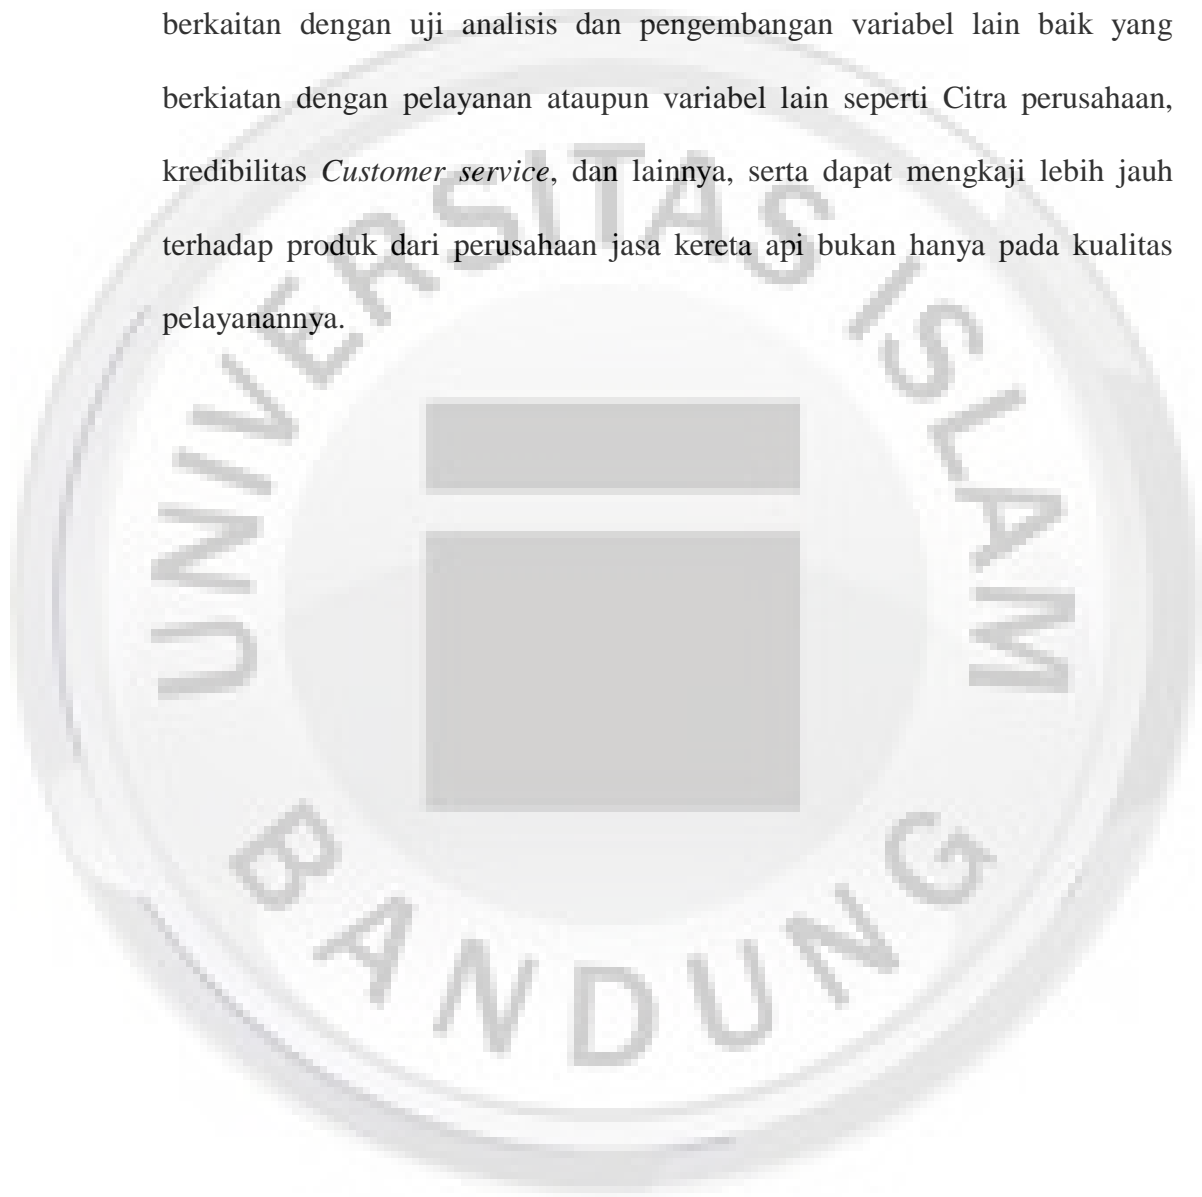 berkaitan dengan uji analisis dan pengembangan variabel lain baik yang
berkiatan dengan pelayanan ataupun variabel lain seperti Citra perusahaan,
kredibilitas Customer service, dan lainnya, serta dapat mengkaji lebih jauh
terhadap produk dari perusahaan jasa kereta api bukan hanya pada kualitas
pelayanannya.
UNIVERSITAS ISLAM
BANDUNG